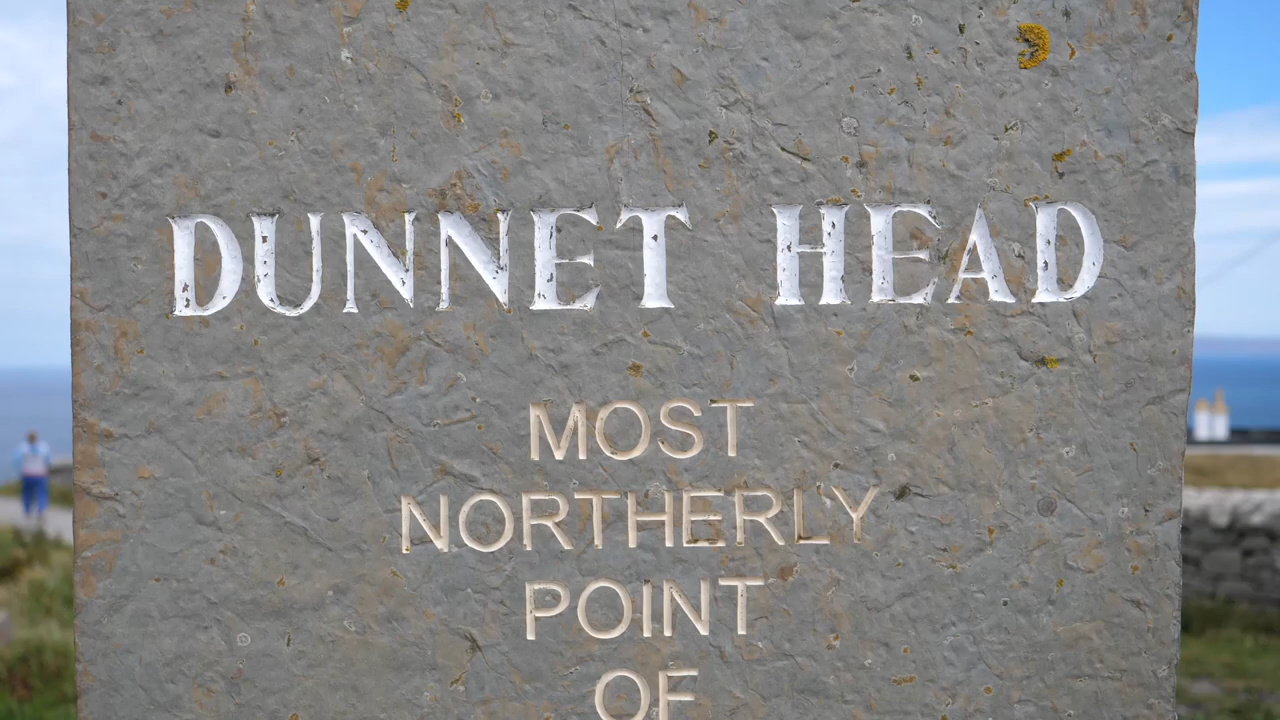 DUNNET HEAD
MOST
NORTHERLY
POINT
OF